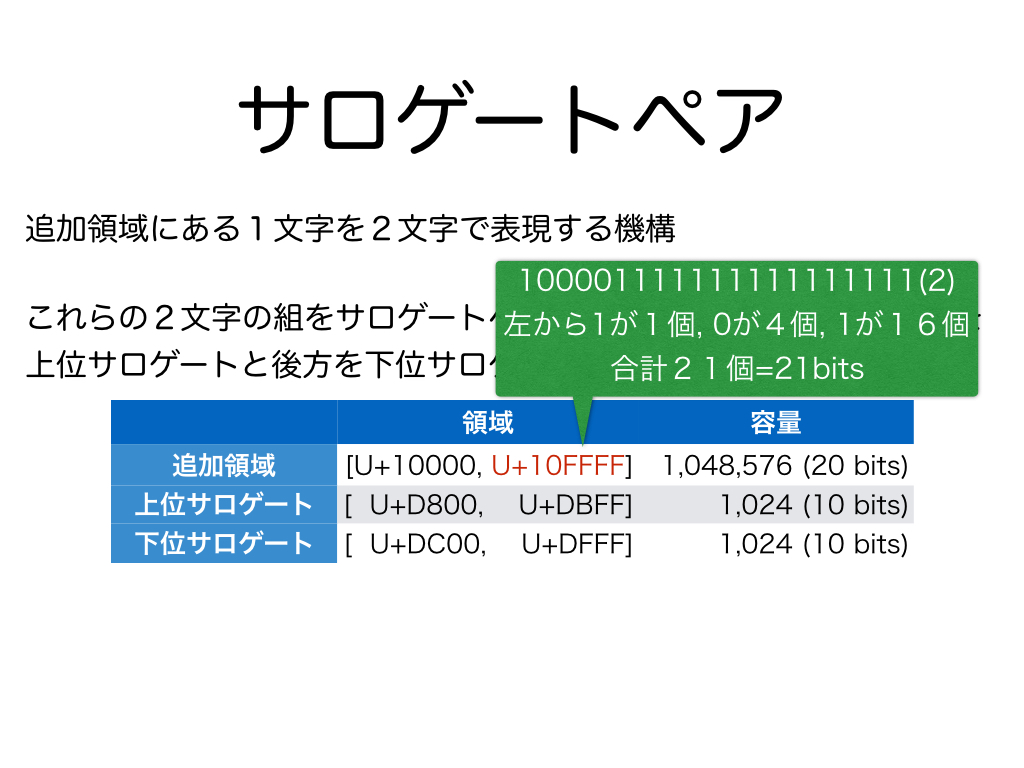 サロゲートペア
追加領域にある１文字を２文字で表現する機構
これらの２文字の組をサロゲート
上位サロゲートと後方を下位サロ
100001111111111111111(2)
左から1が１個, 0が４個, 1が１６個
合計２１個=21bits
領域 容量
追加領域 [U+10000, U+10FFFF] 1,048,576 (20 bits)
上位サロゲート [ U+D800, U+DBFF] 1,024 (10 bits)
下位サロゲート [ U+DC00, U+DFFF] 1,024 (10 bits)